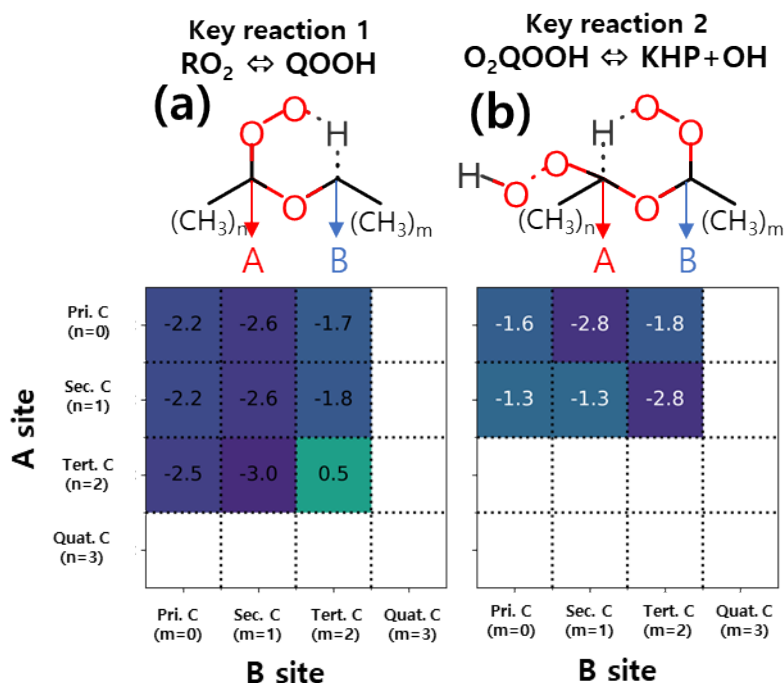 Key reaction 1
RO₂ ⇔ QOOH
Key reaction 2
O₂QOOH ⇔ KHP+OH
(a)
O
O
H
O
(CH₃)ₙ
(CH₃)ₘ
A
B
(b)
H
O
O
H
O
O
O
(CH₃)ₙ
(CH₃)ₘ
A
B
A site
Pri. C
(n=0)
Sec. C
(n=1)
Tert. C
(n=2)
Quat. C
(n=3)
-2.2 -2.6 -1.7
-2.2 -2.6 -1.8
-2.5 -3.0 0.5
Pri. C
(m=0)
Sec. C
(m=1)
Tert. C
(m=2)
Quat. C
(m=3)
B site
-1.6 -2.8 -1.8
-1.3 -1.3 -2.8
Pri. C
(m=0)
Sec. C
(m=1)
Tert. C
(m=2)
Quat. C
(m=3)
B site